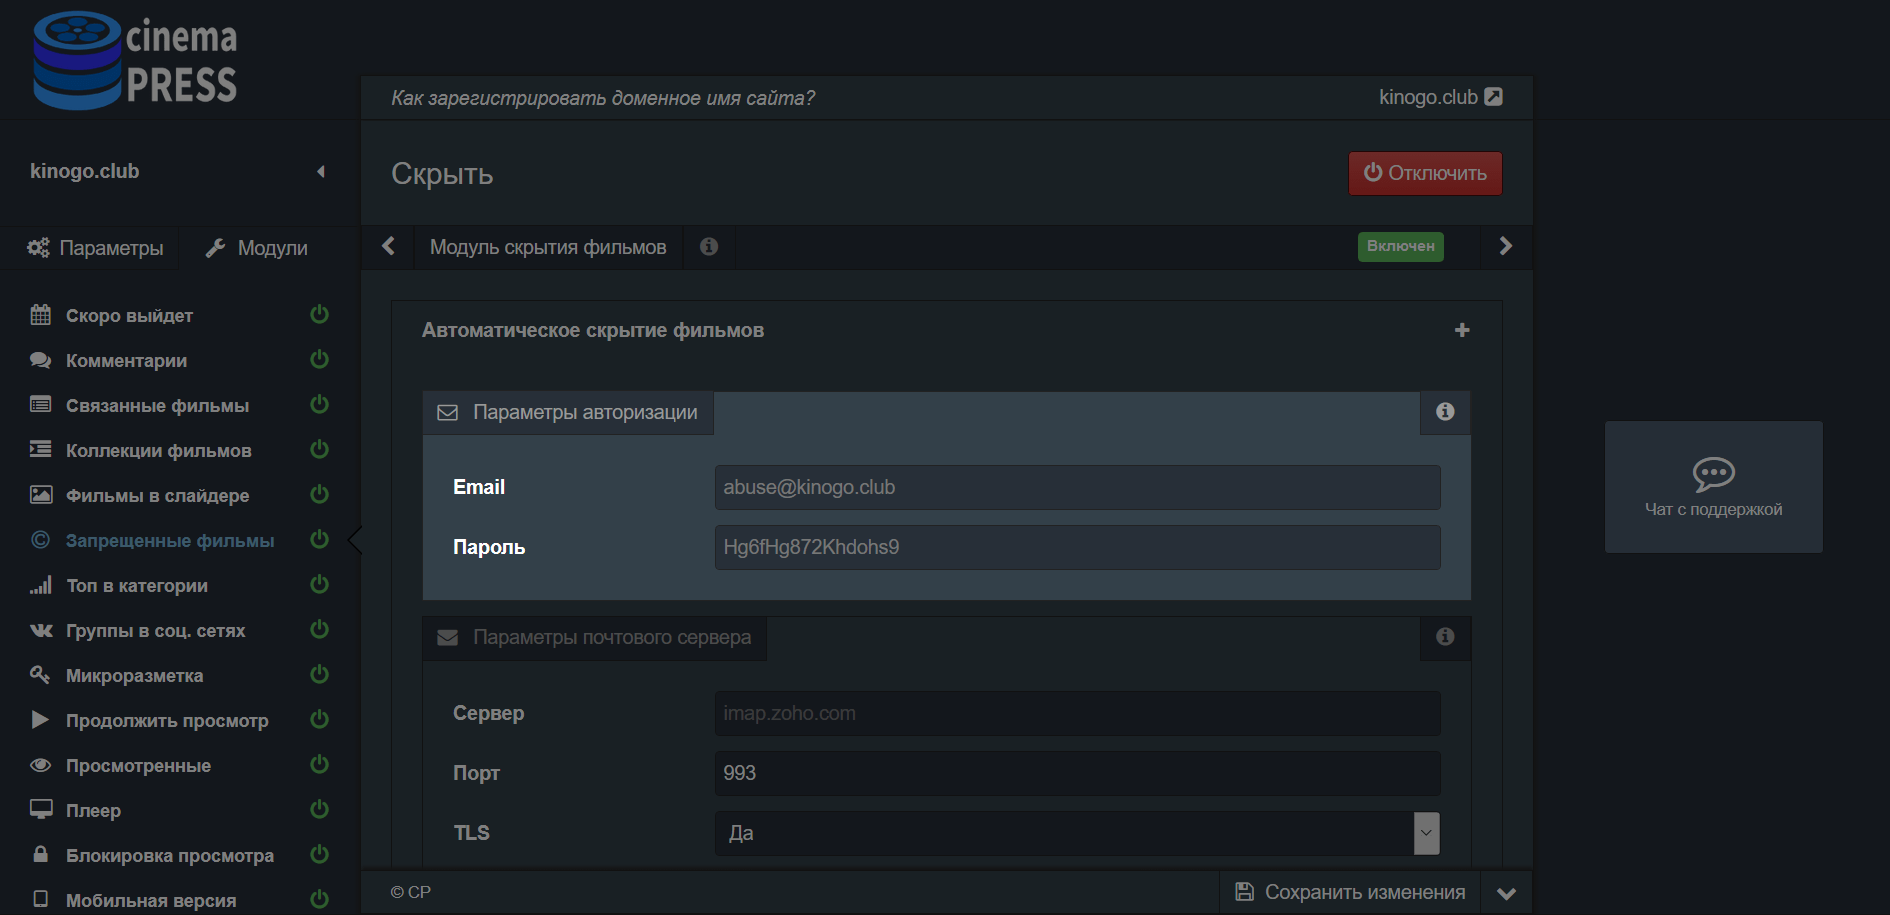 cinema
PRESS
Как зарегистрировать доменное имя сайта?
kinogo.club
kinogo.club
Скрыть
Отключить
Параметры
Модули
Модуль скрытия фильмов
Включен
Скоро выйдет
Комментарии
Связанные фильмы
Коллекции фильмов
Фильмы в слайдере
Запрещенные фильмы
Топ в категории
Группы в соц. сетях
Микроразметка
Продолжить просмотр
Просмотренные
Плеер
Блокировка просмотра
Мобильная версия
Автоматическое скрытие фильмов
Параметры авторизации
Email
abuse@kinogo.club
Пароль
Hg6fHg872Khdohs9
Параметры почтового сервера
Сервер
imap.zoho.com
Порт
993
TLS
Да
Чат с поддержкой
© CP
Сохранить изменения